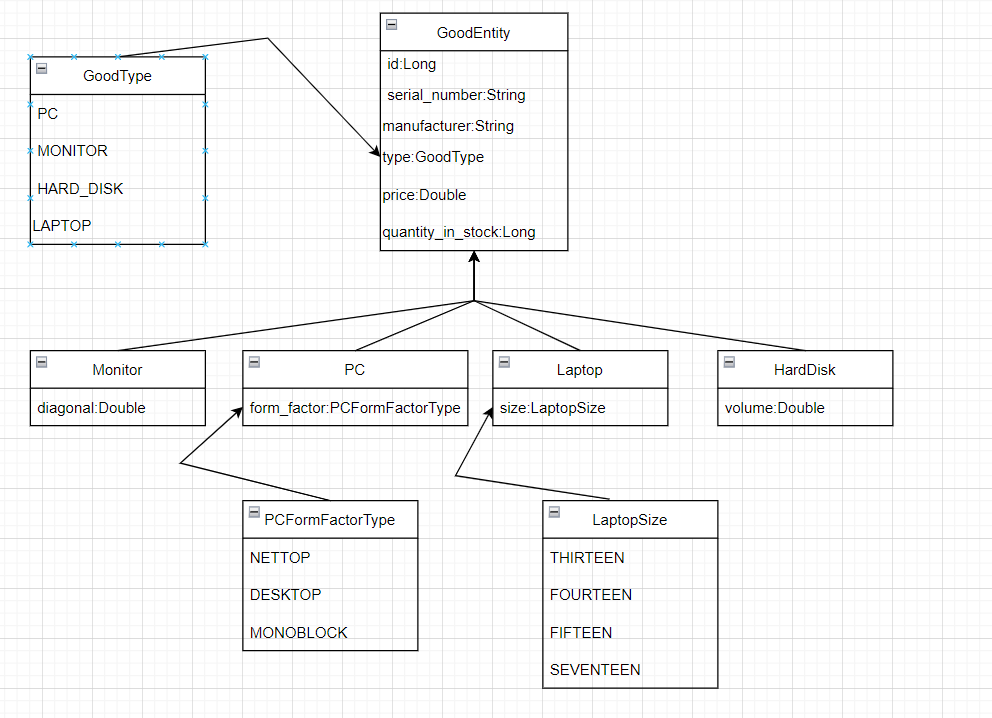 GoodEntity
id:Long
serial_number:String
manufacturer:String
type:GoodType
price:Double
quantity_in_stock:Long
GoodType
PC
MONITOR
HARD_DISK
LAPTOP
Monitor
diagonal:Double
PC
form_factor:PCFormFactorType
Laptop
size:LaptopSize
HardDisk
volume:Double
PCFormFactorType
NETTOP
DESKTOP
MONOBLOCK
LaptopSize
THIRTEEN
FOURTEEN
FIFTEEN
SEVENTEEN